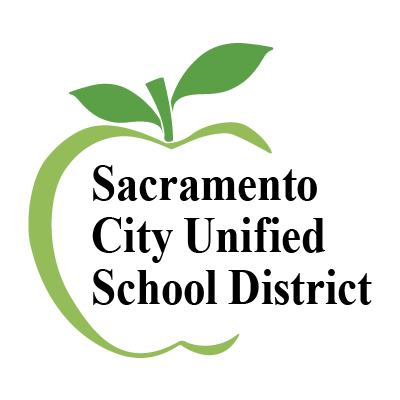 Sacramento
City Unified
School District